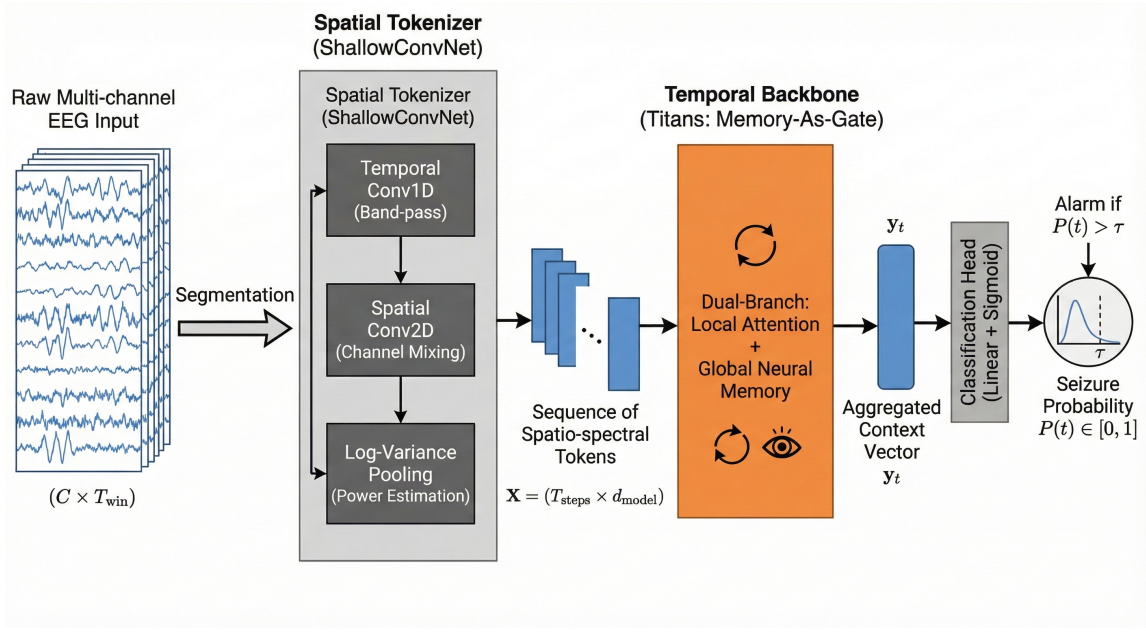 Raw Multi-channel
EEG Input
(C × T_win)
Segmentation
Spatial Tokenizer
(ShallowConvNet)
Spatial Tokenizer
(ShallowConvNet)
Temporal
Conv1D
(Band-pass)
Spatial
Conv2D
(Channel Mixing)
Log-Variance
Pooling
(Power Estimation)
Sequence of
Spatio-spectral
Tokens
X = (T_steps × d_model)
Temporal Backbone
(Titans: Memory-As-Gate)
Dual-Branch:
Local Attention
+
Global Neural
Memory
y_t
Aggregated
Context
Vector
y_t
Classification Head
(Linear + Sigmoid)
Alarm if
P(t) > τ
τ
Seizure
Probability
P(t) ∈ [0, 1]